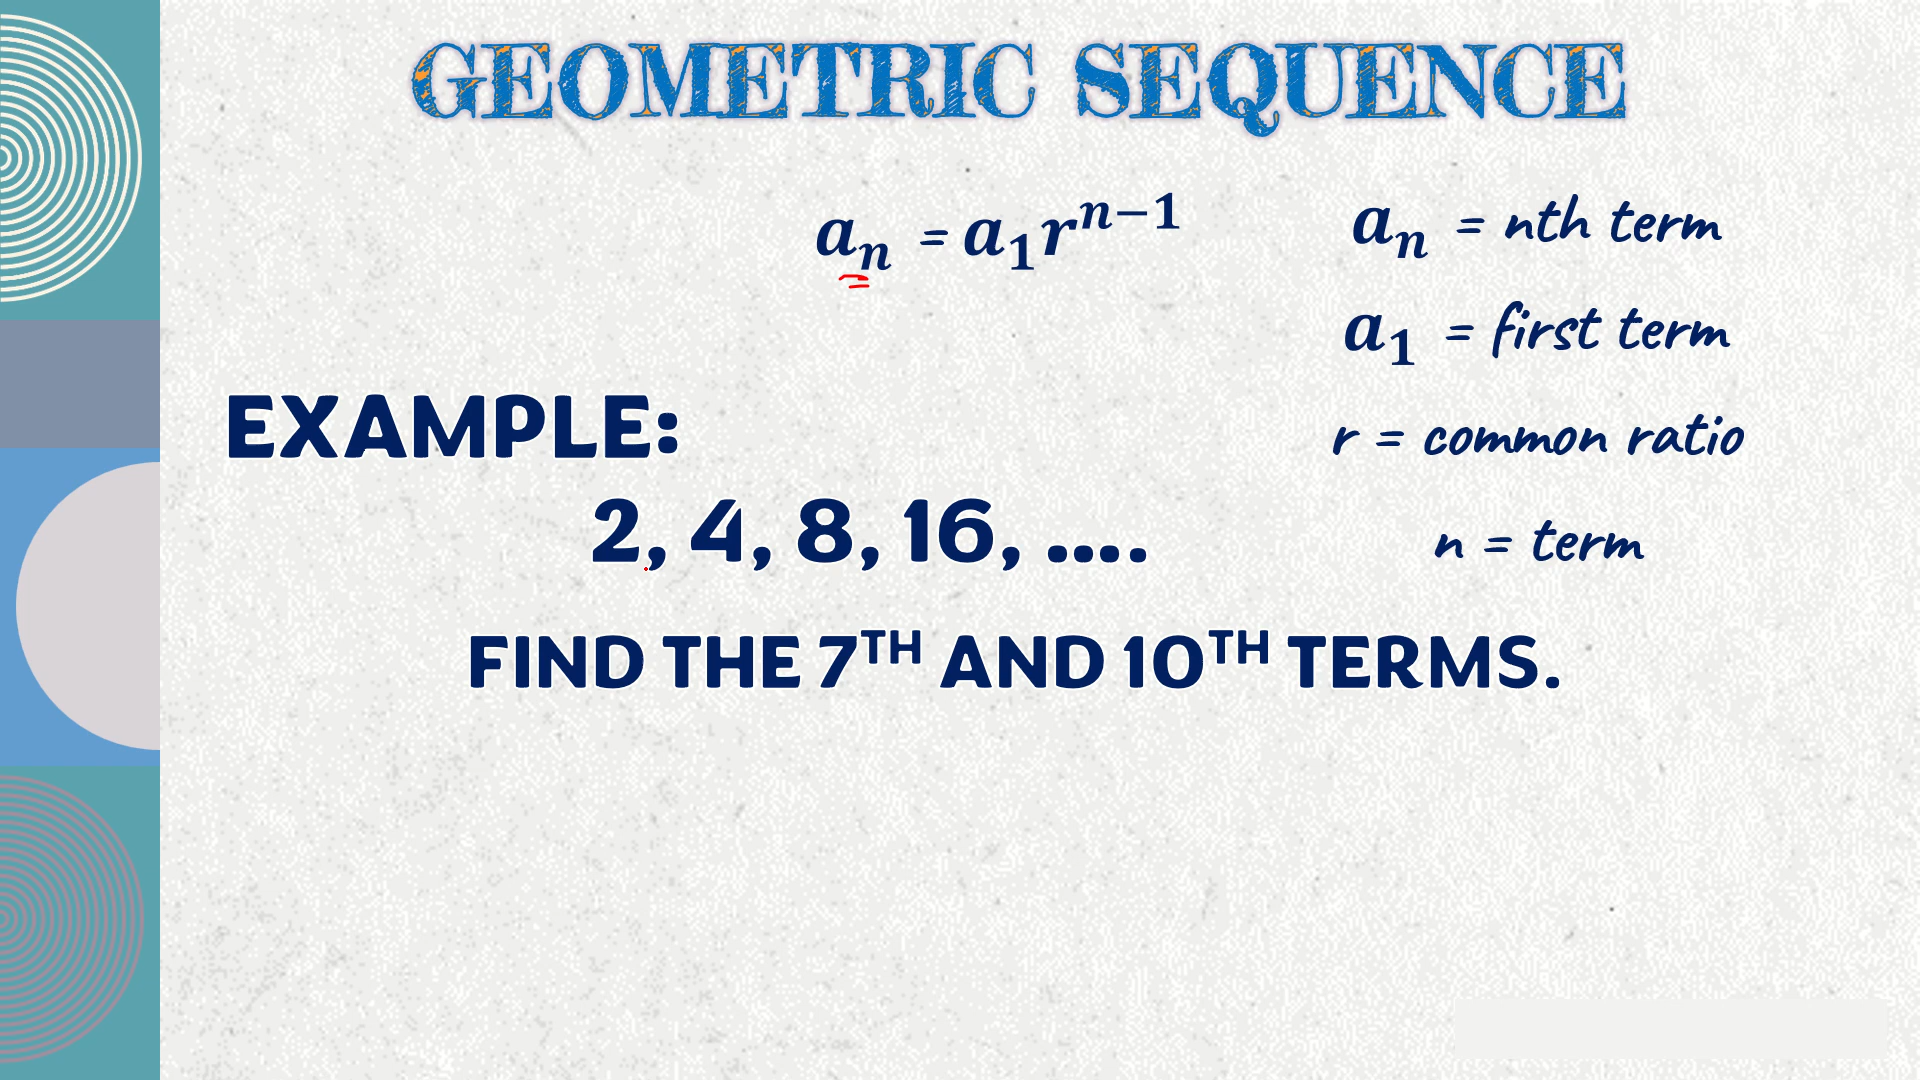 GEOMETRIC SEQUENCE
aₙ = a₁rⁿ⁻¹
aₙ = nth term
a₁ = first term
r = common ratio
n = term
EXAMPLE:
2, 4, 8, 16, ....
FIND THE 7ᵀᴴ AND 10ᵀᴴ TERMS.